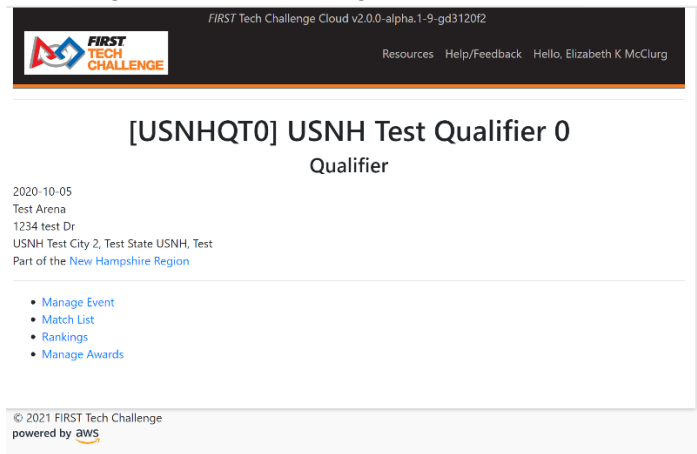 FIRST Tech Challenge Cloud v2.0.0-alpha.1-9-gd3120f2
FIRST
TECH
CHALLENGE
Resources Help/Feedback Hello, Elizabeth K McClurg
[USNHQT0] USNH Test Qualifier 0
Qualifier
2020-10-05
Test Arena
1234 test Dr
USNH Test City 2, Test State USNH, Test
Part of the New Hampshire Region
Manage Event
Match List
Rankings
Manage Awards
© 2021 FIRST Tech Challenge
powered by aws